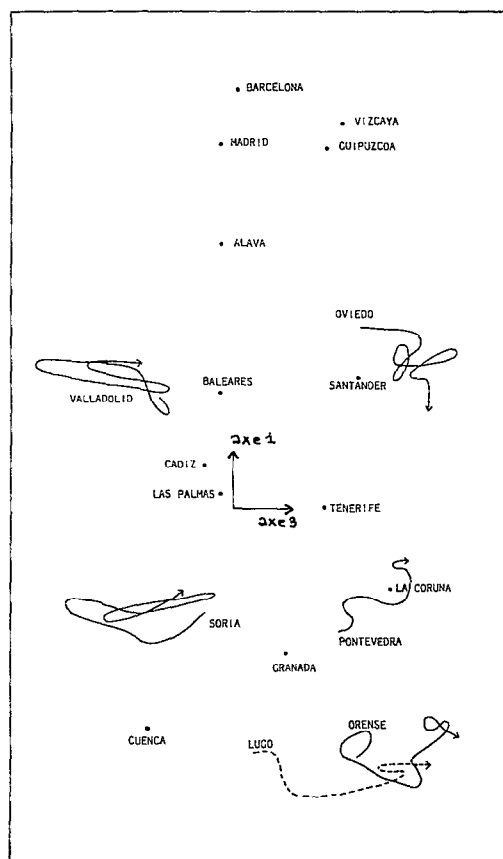 BARCELONA
VIZCAYA
MADRID
GUIPUZCOA
ALAVA
OVIEDO
SANTANDER
VALLADOLID
BALEARES
axe 1
CADIZ
LAS PALMAS
axe 3
TENERIFE
LA CORUNA
SORIA
PONTEVEDRA
GRANADA
ORENSE
CUENCA
LUGO